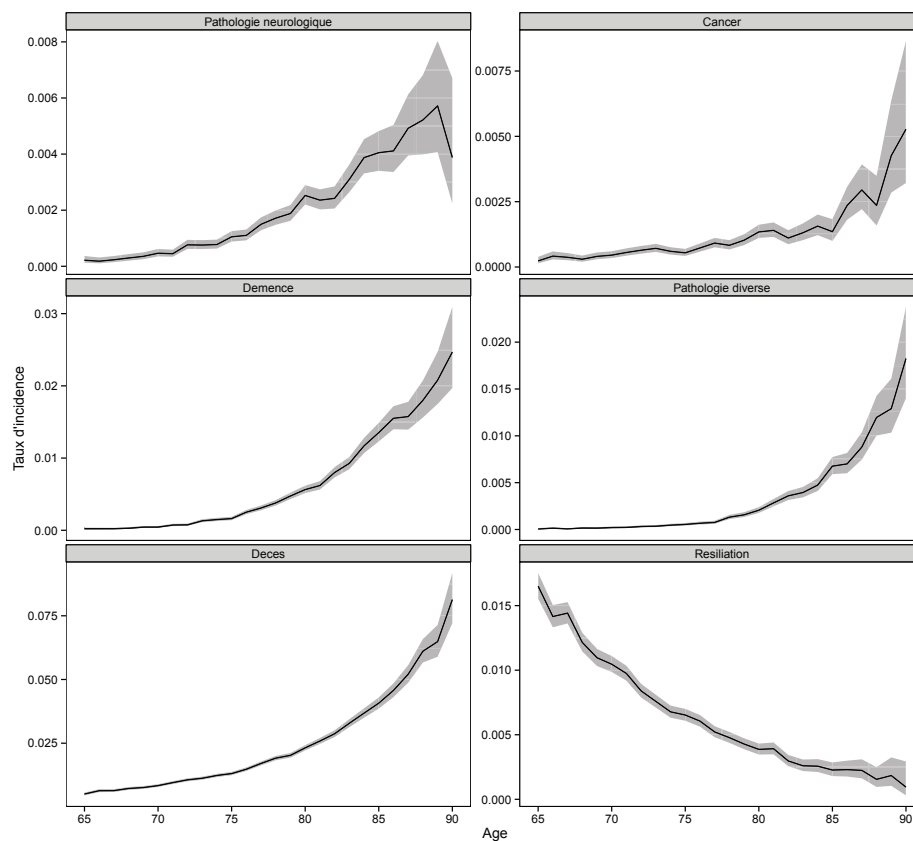 Pathologie neurologique
Cancer
0.008
0.006
0.004
0.002
0.000
0.0075
0.0050
0.0025
0.0000
Demence
Pathologie diverse
0.03
0.02
0.01
0.00
0.020
0.015
0.010
0.005
0.000
Taux d'incidence
Deces
Resiliation
0.075
0.050
0.025
0.015
0.010
0.005
0.000
65 70 75 80 85 90
65 70 75 80 85 90
Age